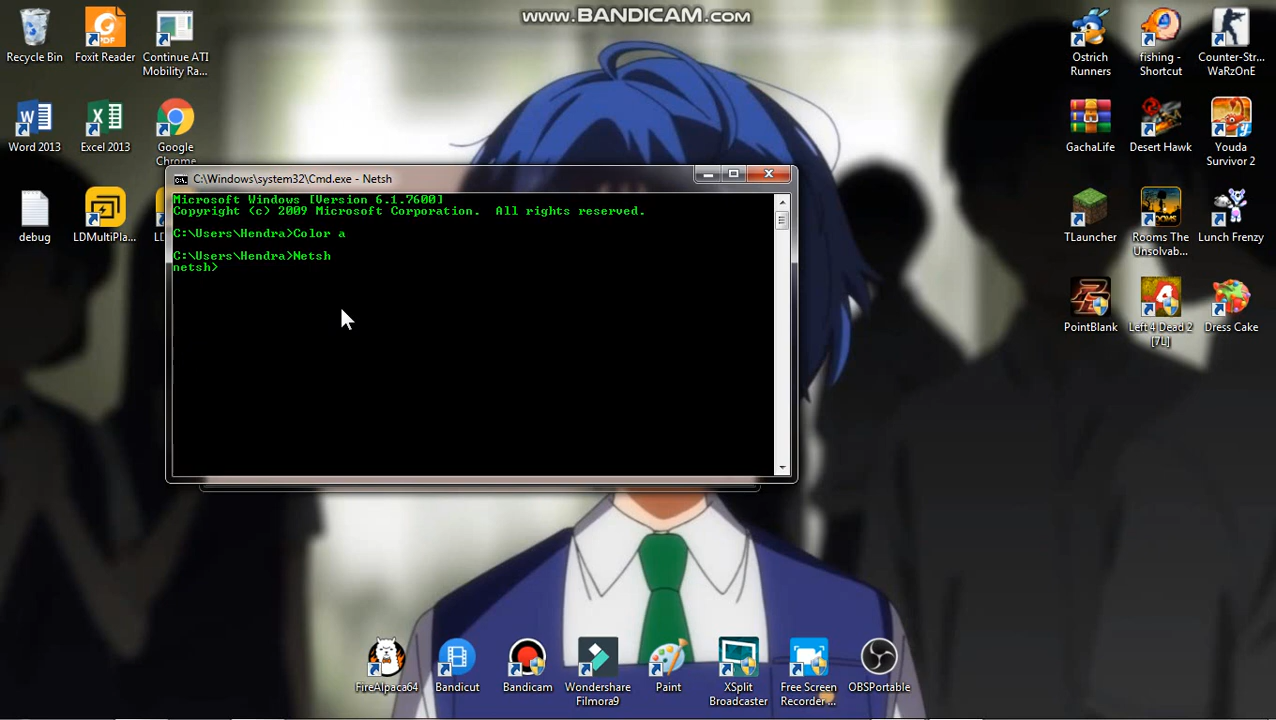 www.BANDICAM.com
Recycle Bin
Foxit Reader
Continue ATI
Mobility Ra...
Ostrich
Runners
fishing -
Shortcut
Counter-Str...
WaRzOnE
Word 2013
Excel 2013
Google
Chrome
GachaLife
Desert Hawk
Youda
Survivor 2
C:\Windows\system32\Cmd.exe - Netsh
Microsoft Windows [Version 6.1.7600]
Copyright (c) 2009 Microsoft Corporation.  All rights reserved.
C:\Users\Hendra>Color a
C:\Users\Hendra>Netsh
netsh>
debug
LDMultiPla...
TLauncher
Rooms The
Unsolvab...
Lunch Frenzy
PointBlank
Left 4 Dead 2
[7L]
Dress Cake
FireAlpaca64
Bandicut
Bandicam
Wondershare
Filmora9
Paint
XSplit
Broadcaster
Free Screen
Recorder ...
OBSPortable